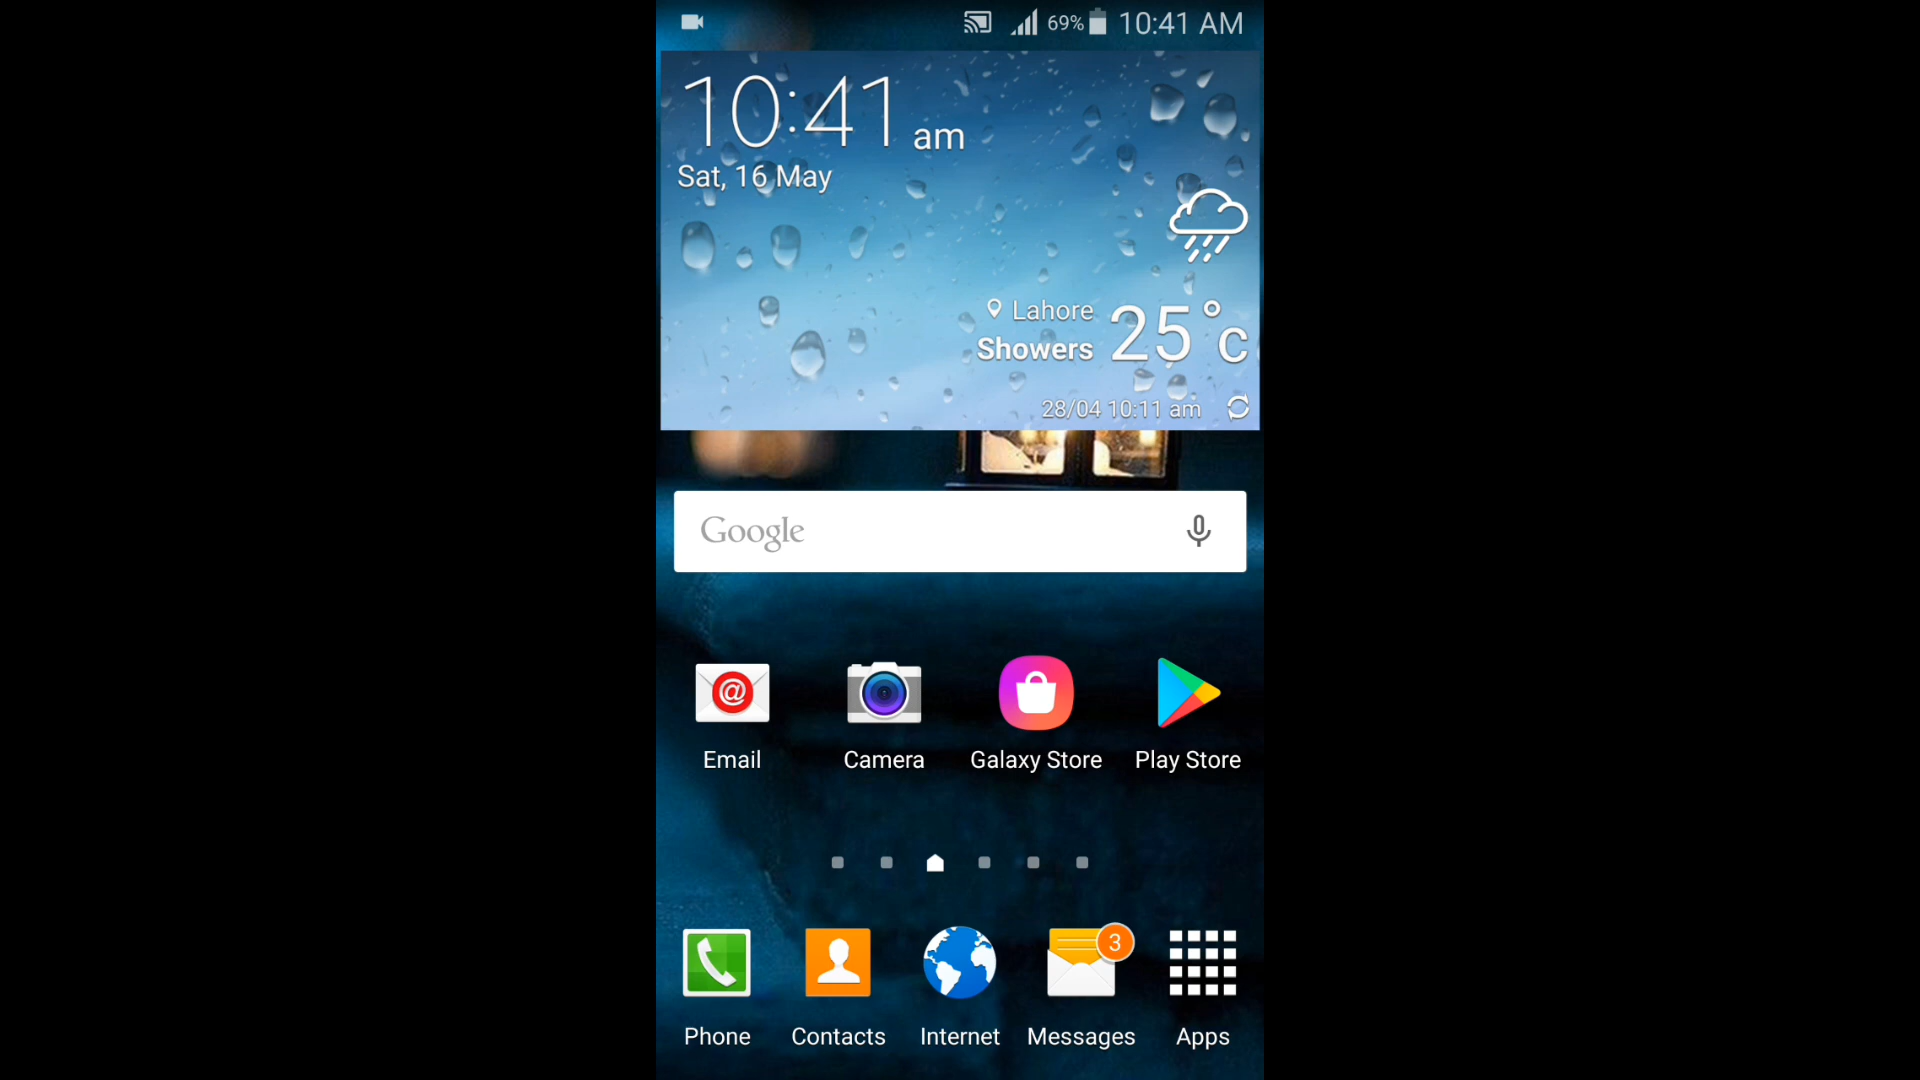 69% 10:41 AM
10:41 am
Sat, 16 May
Lahore
Showers 25°C
28/04 10:11 am
Google
@
Email Camera Galaxy Store Play Store
3
Phone Contacts Internet Messages Apps